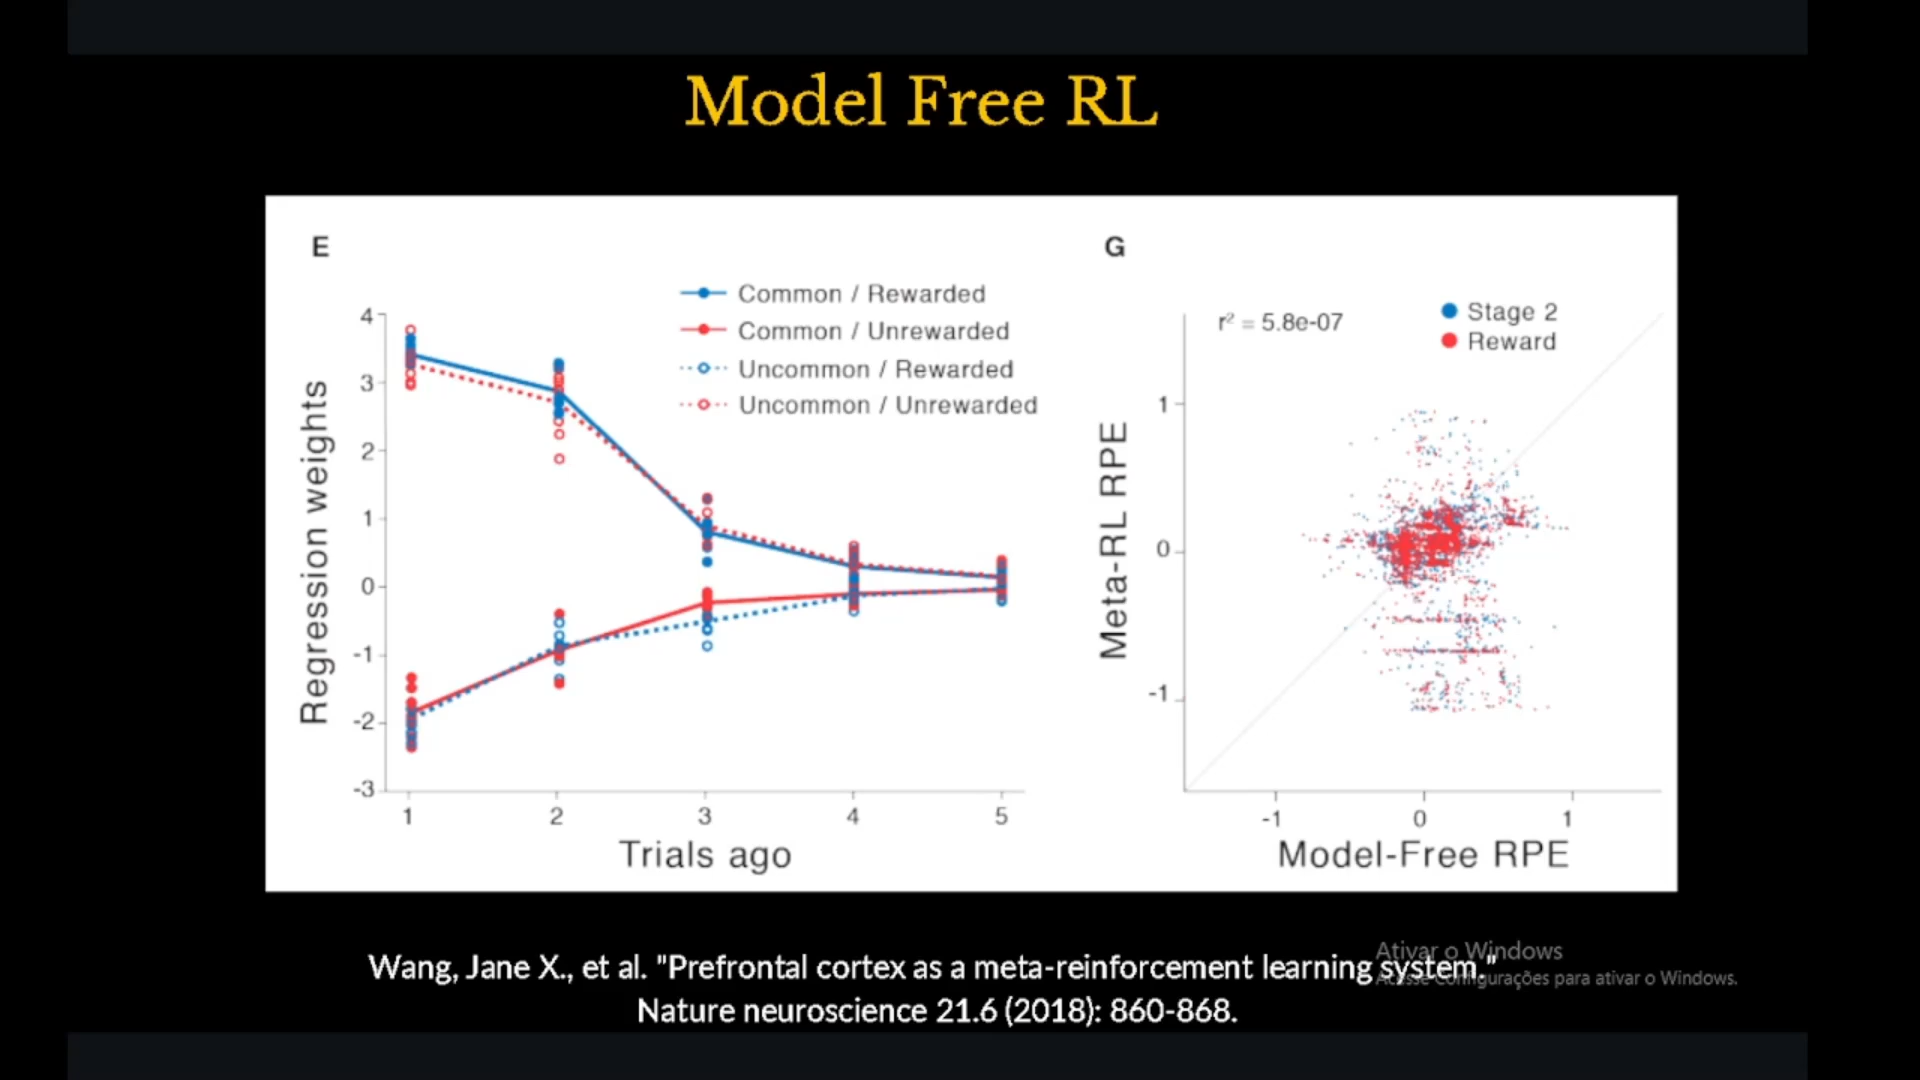 Model Free RL
E
Common / Rewarded
Common / Unrewarded
Uncommon / Rewarded
Uncommon / Unrewarded
Regression weights
4
3
2
1
0
-1
-2
-3
1 2 3 4 5
Trials ago
G
r² = 5.8e-07
Stage 2
Reward
Meta-RL RPE
1
0
-1
-1 0 1
Model-Free RPE
Wang, Jane X., et al. "Prefrontal cortex as a meta-reinforcement learning system."
Nature neuroscience 21.6 (2018): 860-868.
Ativar o Windows
Acesse Configurações para ativar o Windows.